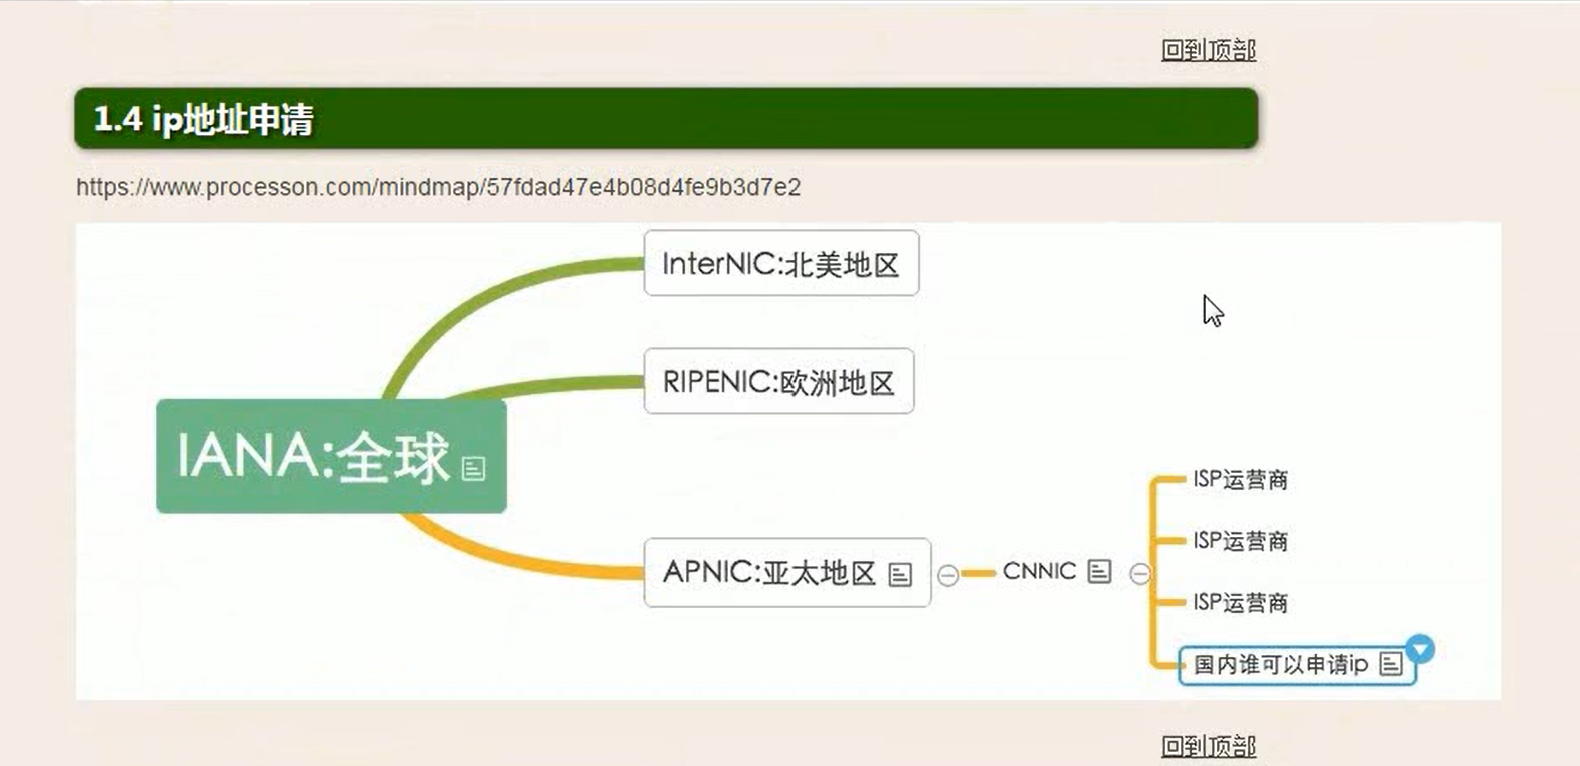 回到顶部
1.4 ip地址申请
https://www.processon.com/mindmap/57fdad47e4b08d4fe9b3d7e2
InterNIC:北美地区
RIPENIC:欧洲地区
IANA:全球
APNIC:亚太地区
CNNIC
ISP运营商
ISP运营商
ISP运营商
国内谁可以申请ip
回到顶部